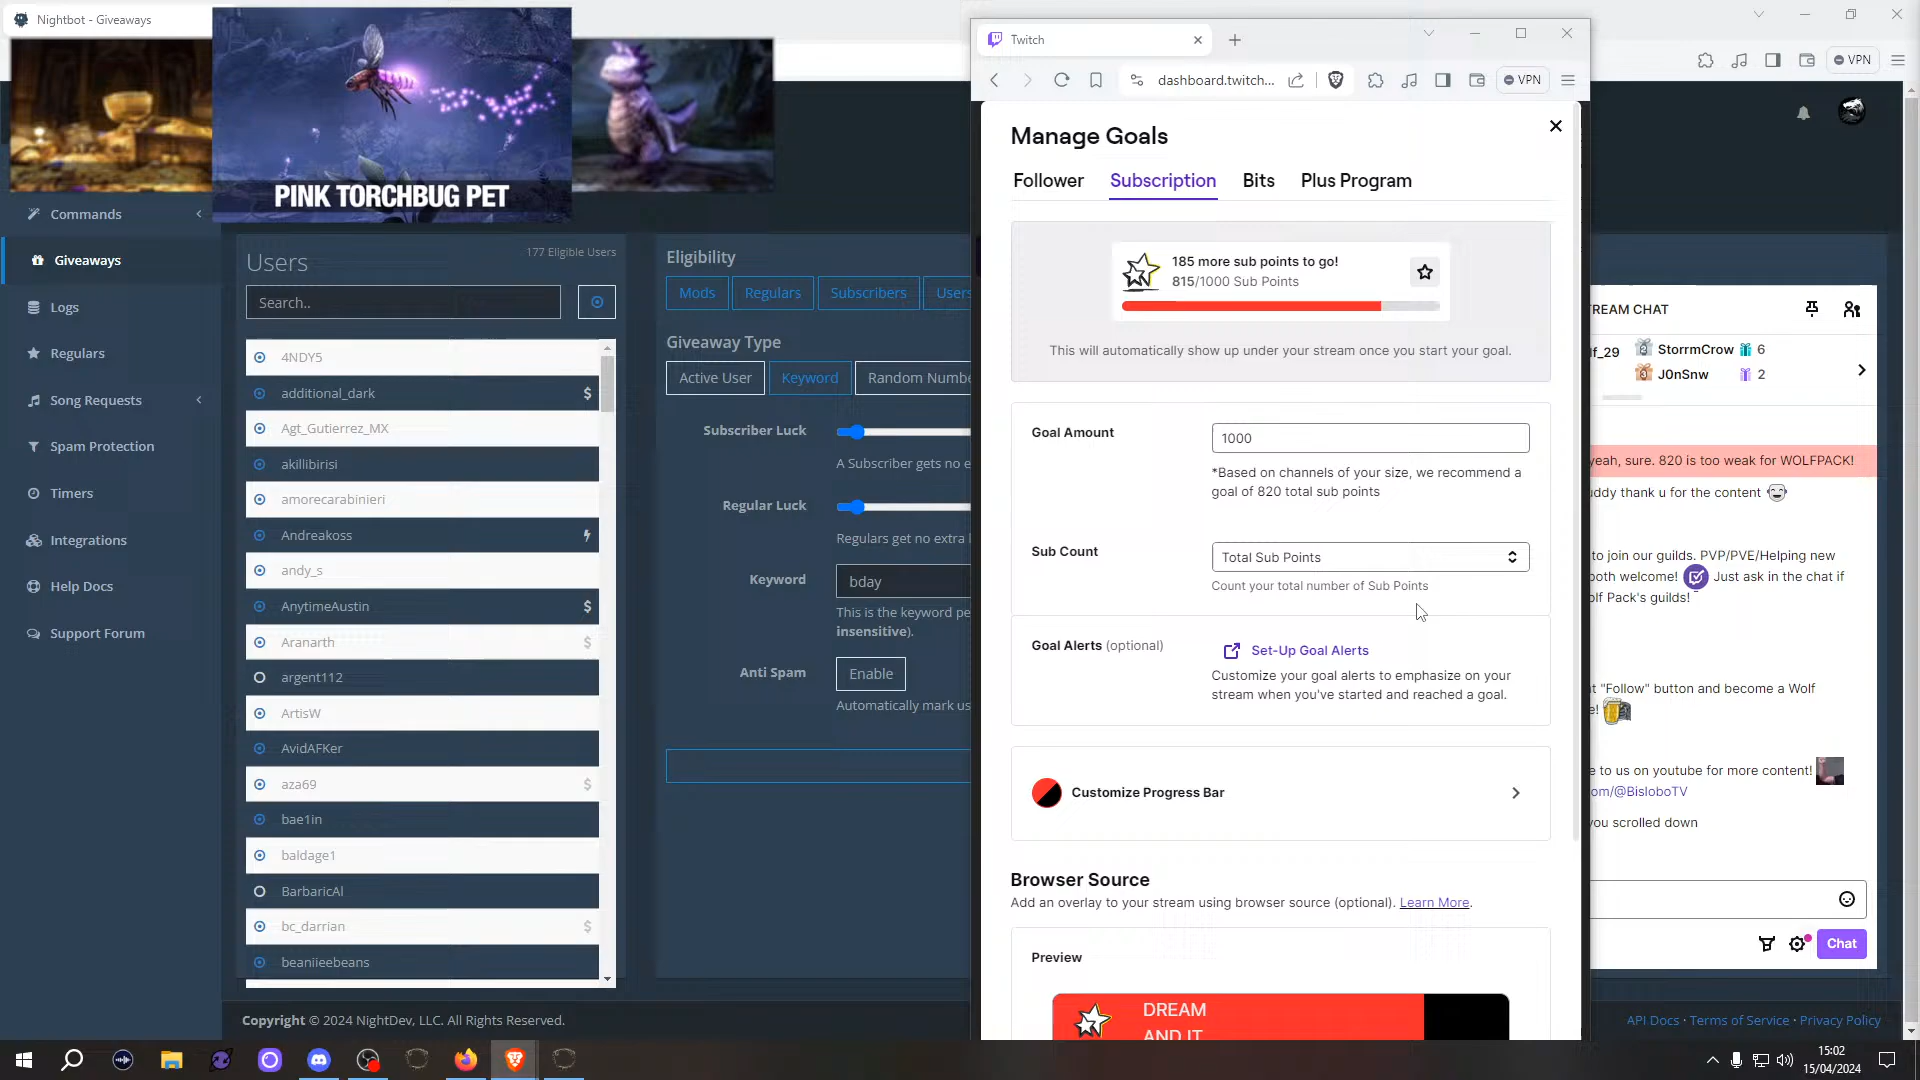 Nightbot - Giveaways
VPN
PINK TORCHBUG PET
Commands
Giveaways
Logs
Regulars
Song Requests
Spam Protection
Timers
Integrations
Help Docs
Support Forum
Users
177 Eligible Users
Search..
4NDY5
additional_dark $
Agt_Gutierrez_MX
akillibirisi
amorecarabinieri
Andreakoss
andy_s
AnytimeAustin $
Aranarth $
argent112
ArtisW
AvidAFKer
aza69 $
bae1in
baldage1
BarbaricAl
bc_darrian $
beaniieebeans
Eligibility
Mods Regulars Subscribers Users
Giveaway Type
Active User Keyword Random Numbe
Subscriber Luck
A Subscriber gets no e
Regular Luck
Regulars get no extra
Keyword bday
This is the keyword pe
insensitive).
Anti Spam Enable
Automatically mark us
Copyright © 2024 NightDev, LLC. All Rights Reserved.
Twitch
dashboard.twitch...
VPN
Manage Goals
Follower Subscription Bits Plus Program
185 more sub points to go!
815/1000 Sub Points
This will automatically show up under your stream once you start your goal.
Goal Amount 1000
*Based on channels of your size, we recommend a
goal of 820 total sub points
Sub Count Total Sub Points
Count your total number of Sub Points
Goal Alerts (optional) Set-Up Goal Alerts
Customize your goal alerts to emphasize on your
stream when you've started and reached a goal.
Customize Progress Bar
Browser Source
Add an overlay to your stream using browser source (optional). Learn More.
Preview
DREAM
AND IT
REAM CHAT
lf_29 StorrmCrow 6
J0nSnw 2
yeah, sure. 820 is too weak for WOLFPACK!
uddy thank u for the content
to join our guilds. PVP/PVE/Helping new
both welcome! Just ask in the chat if
olf Pack's guilds!
t "Follow" button and become a Wolf
e!
e to us on youtube for more content!
om/@BisloboTV
you scrolled down
Chat
API Docs · Terms of Service · Privacy Policy
15:02
15/04/2024